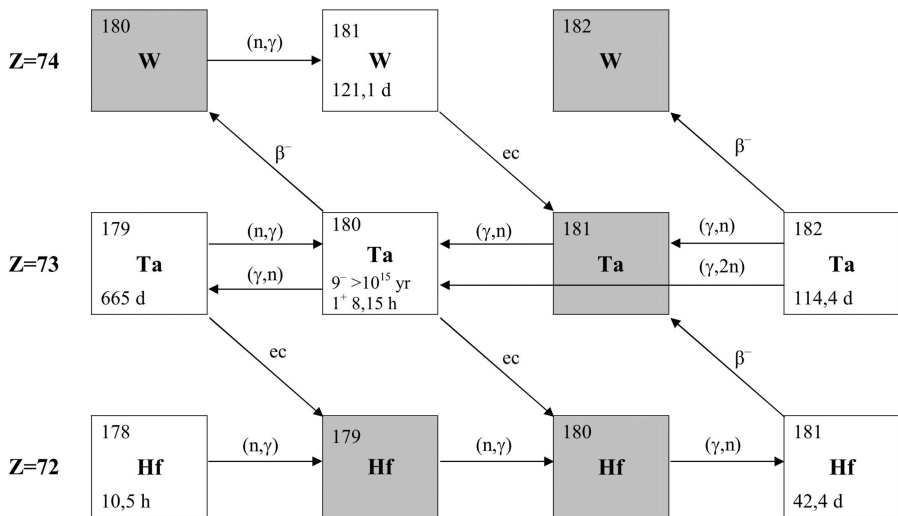 180
W
(n,γ)
181
W
121,1 d
182
W
Z=74
β⁻
ec
β⁻
179
Ta
665 d
(n,γ)
(γ,n)
180
Ta
9⁻ >10¹⁵ yr
1⁺ 8,15 h
(γ,n)
181
Ta
(γ,n)
(γ,2n)
182
Ta
114,4 d
Z=73
ec
ec
β⁻
178
Hf
10,5 h
(n,γ)
179
Hf
(n,γ)
180
Hf
(γ,n)
181
Hf
42,4 d
Z=72